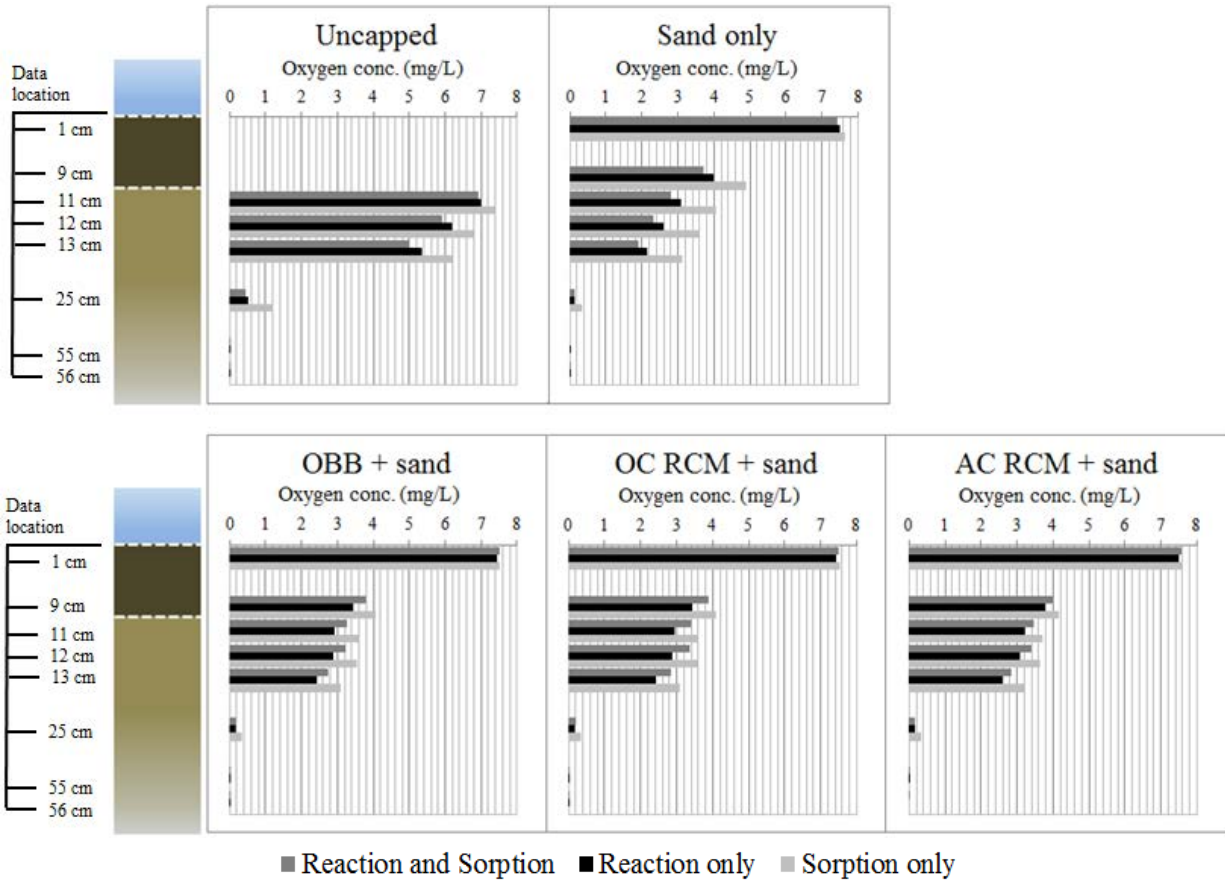 Uncapped
Oxygen conc. (mg/L)
0 1 2 3 4 5 6 7 8
Sand only
Oxygen conc. (mg/L)
0 1 2 3 4 5 6 7 8
Data
location
1 cm
9 cm
11 cm
12 cm
13 cm
25 cm
55 cm
56 cm
OBB + sand
Oxygen conc. (mg/L)
0 1 2 3 4 5 6 7 8
OC RCM + sand
Oxygen conc. (mg/L)
0 1 2 3 4 5 6 7 8
AC RCM + sand
Oxygen conc. (mg/L)
0 1 2 3 4 5 6 7 8
Data
location
1 cm
9 cm
11 cm
12 cm
13 cm
25 cm
55 cm
56 cm
Reaction and Sorption Reaction only Sorption only